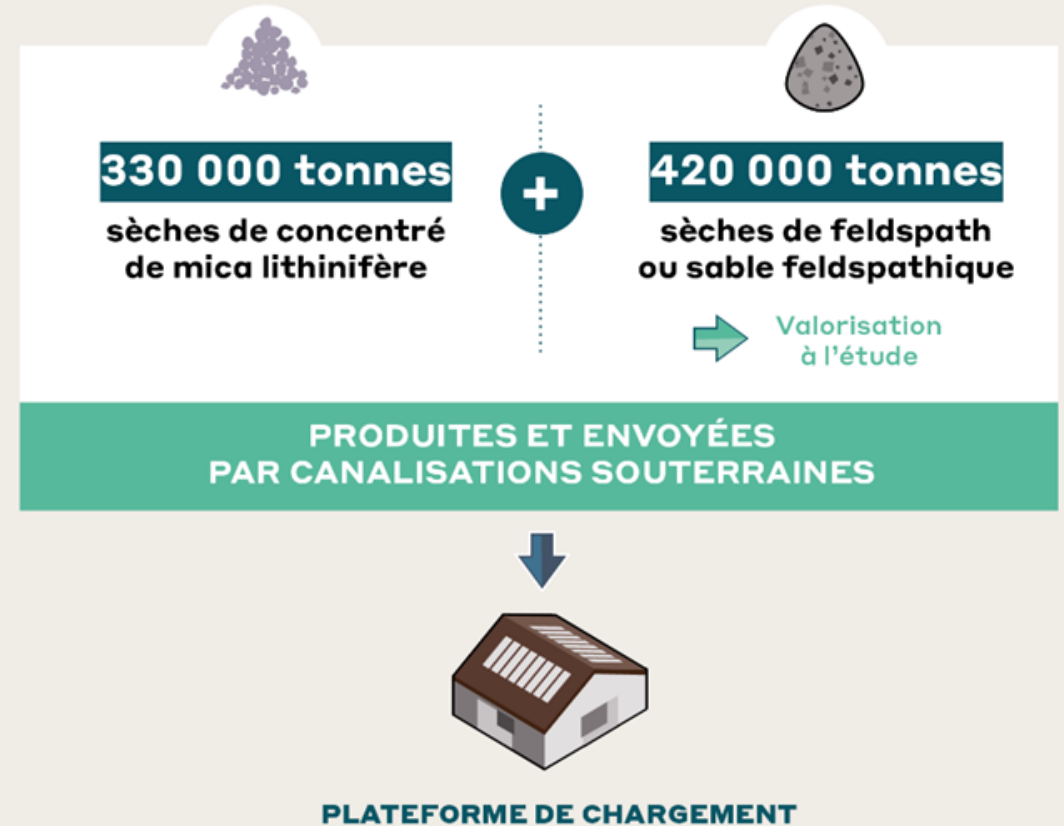 330 000 tonnes
sèches de concentré
de mica lithinifère
+
420 000 tonnes
sèches de feldspath
ou sable feldspathique
Valorisation
à l'étude
PRODUITES ET ENVOYÉES
PAR CANALISATIONS SOUTERRAINES
PLATEFORME DE CHARGEMENT